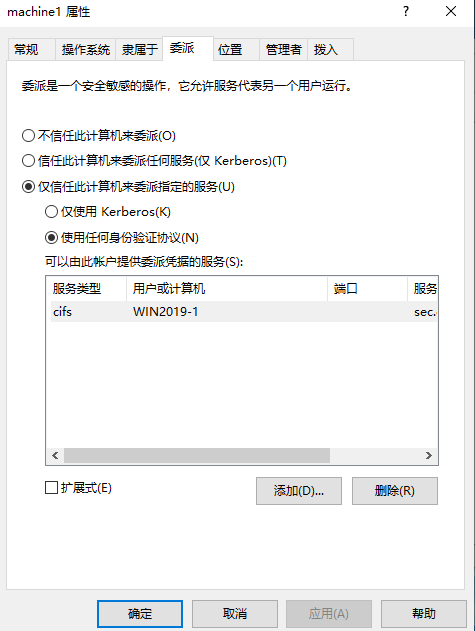 machine1 属性
常规 操作系统 隶属于 委派 位置 管理者 拨入
委派是一个安全敏感的操作，它允许服务代表另一个用户运行。
不信任此计算机来委派(O)
信任此计算机来委派任何服务(仅 Kerberos)(T)
仅信任此计算机来委派指定的服务(U)
仅使用 Kerberos(K)
使用任何身份验证协议(N)
可以由此帐户提供委派凭据的服务(S):
服务类型 用户或计算机 端口 服务
cifs WIN2019-1 sec.
扩展式(E)
添加(D)... 删除(R)
确定 取消 应用(A) 帮助